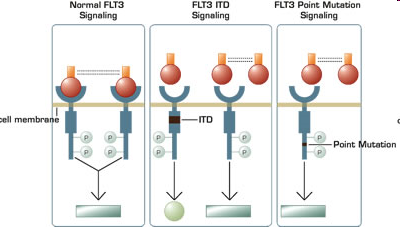 Normal FLT3
Signaling
FLT3 ITD
Signaling
FLT3 Point Mutation
Signaling
cell membrane
ITD
P
P
P
P
P
P
P
P
P
P
Point Mutation